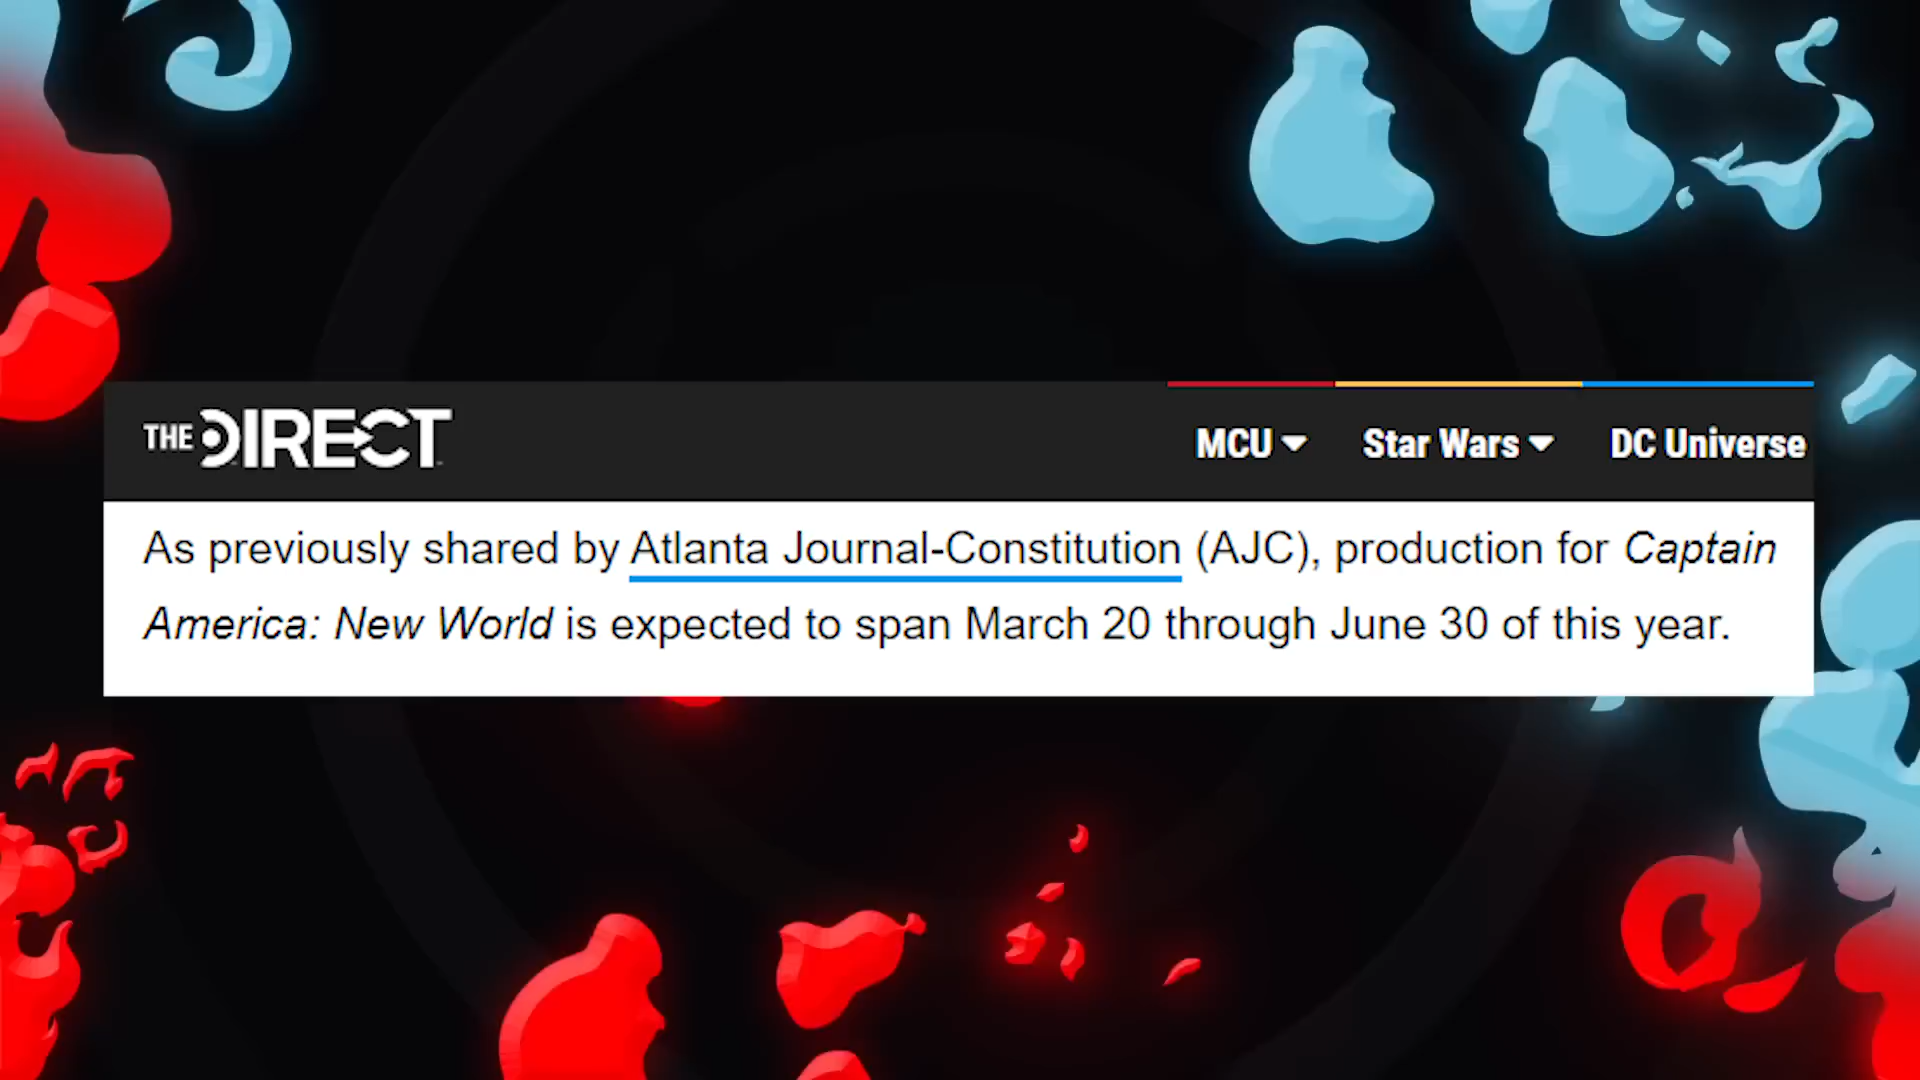 THE DIRECT
MCU Star Wars DC Universe
As previously shared by Atlanta Journal-Constitution (AJC), production for Captain
America: New World is expected to span March 20 through June 30 of this year.